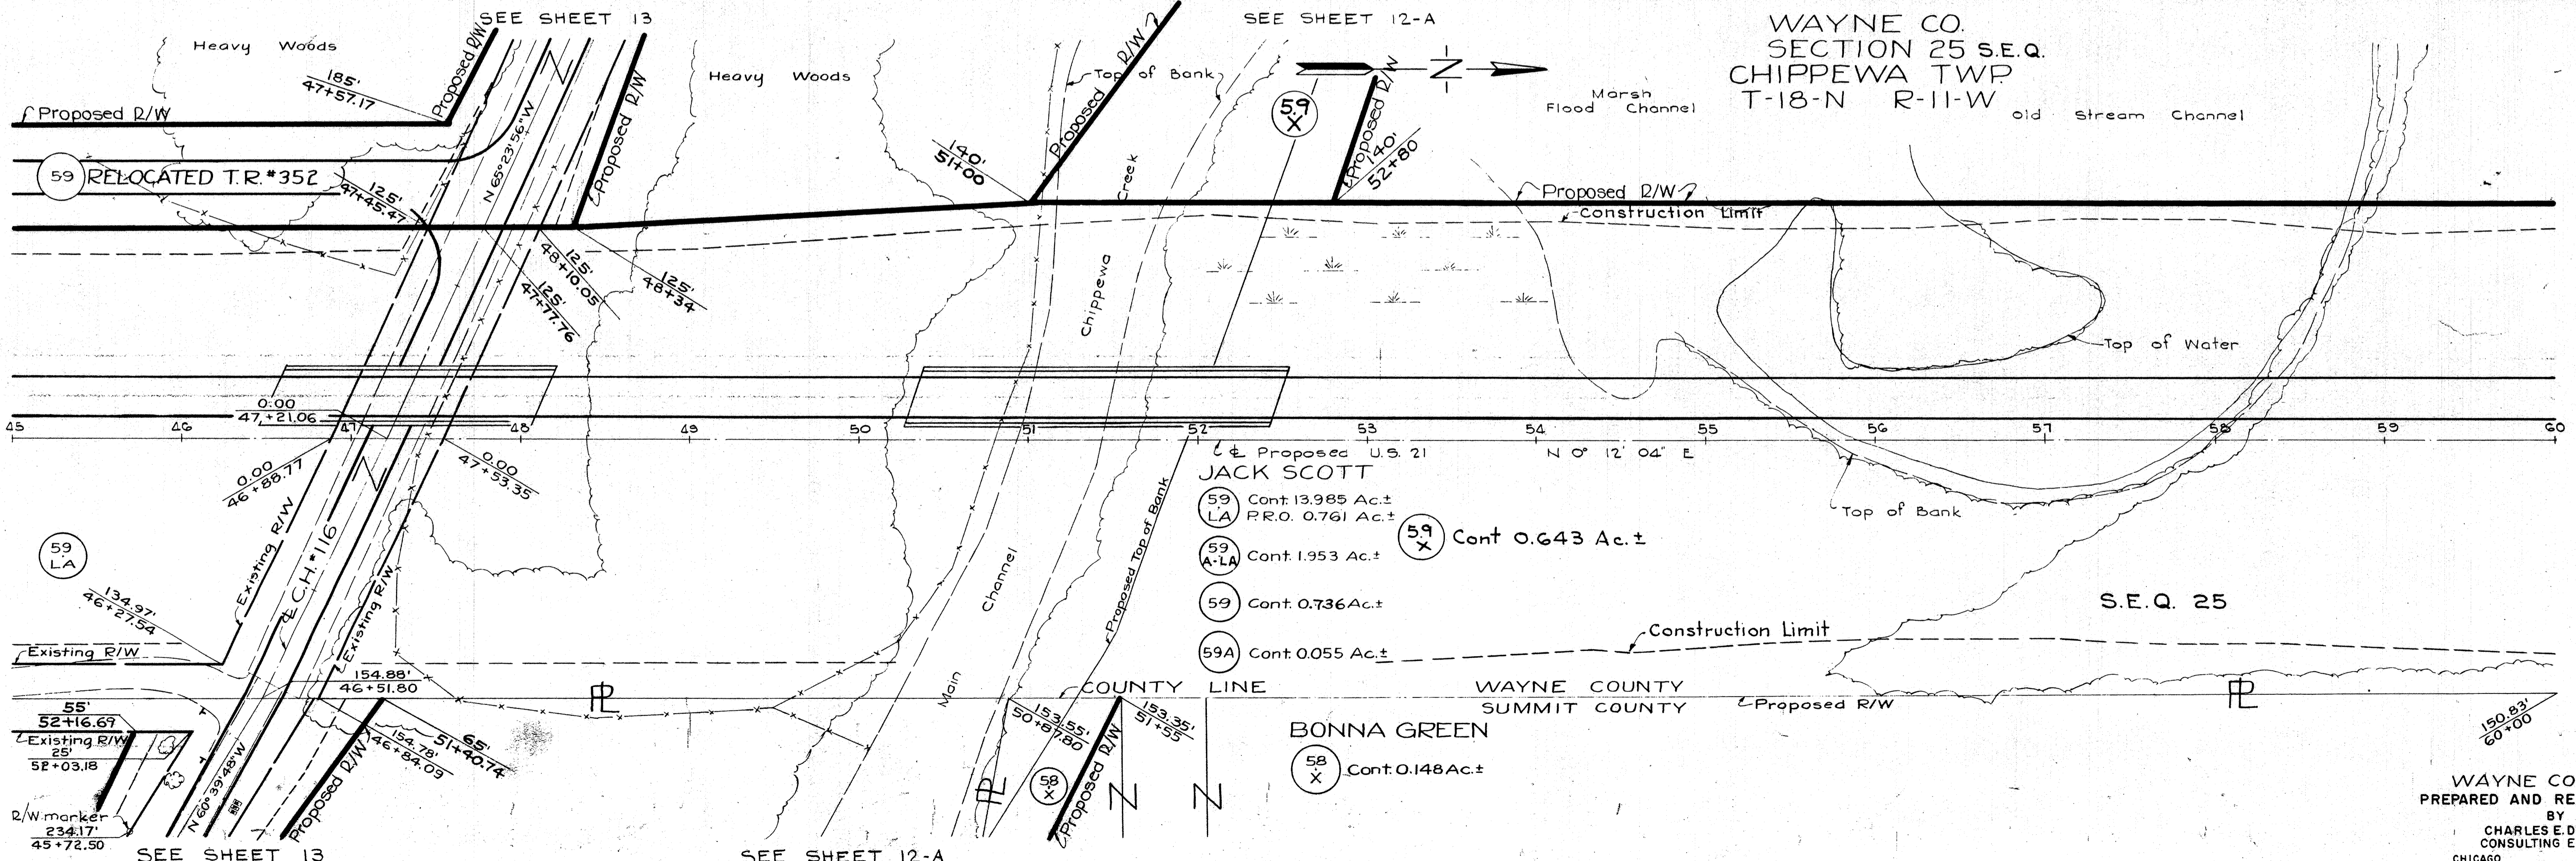 SEE SHEET 13
SEE SHEET 12-A
WAYNE CO.
SECTION 25 S.E.Q.
CHIPPEWA TWP.
T-18-N R-11-W
Heavy Woods
185'
47+57.17
Proposed R/W
Proposed R/W
N 65° 23' 56" W
Proposed R/W
Heavy Woods
Top of Bank
Proposed R/W
N
59 X
Proposed R/W
140'
52+80
Marsh
Flood Channel
Old Stream Channel
140'
51+00
59 RELOCATED T.R. #352
125'
47+45.47
Creek
Proposed R/W
Construction Limit
125'
48+10.05
125'
47+77.76
125'
48+34
Chippewa
Top of Water
0.00
47+21.06
45 46 47 48 49 50 51 52 53 54 55 56 57 58 59 60
0.00
46+88.77
0.00
47+53.35
℄ Proposed U.S. 21 N 0° 12' 04" E
JACK SCOTT
59 LA Cont. 13.985 Ac.±
P.R.O. 0.761 Ac.±
59 X Cont 0.643 Ac.±
59 A-LA Cont. 1.953 Ac.±
59 Cont. 0.736 Ac.±
59A Cont. 0.055 Ac.±
Top of Bank
59 LA
134.97'
46+27.54
Existing R/W
℄ C.H. #116
Existing R/W
Channel
Main
Proposed Top of Bank
S.E.Q. 25
Construction Limit
Existing R/W
154.88'
46+51.80
PL
COUNTY LINE
WAYNE COUNTY
SUMMIT COUNTY
Proposed R/W
PL
150.83'
60+00
55'
52+16.69
Existing R/W
25'
52+03.18
65'
51+40.74
154.78'
46+84.09
153.55'
50+87.80
153.35'
51+55
BONNA GREEN
58 X Cont. 0.148 Ac.±
58 X
PL
Proposed R/W
N 60° 39' 48" W
Proposed R/W
R/W marker
234.17'
45+72.50
SEE SHEET 13
SEE SHEET 12-A
WAYNE CO
PREPARED AND RE
BY
CHARLES E. D
CONSULTING E
CHICAGO